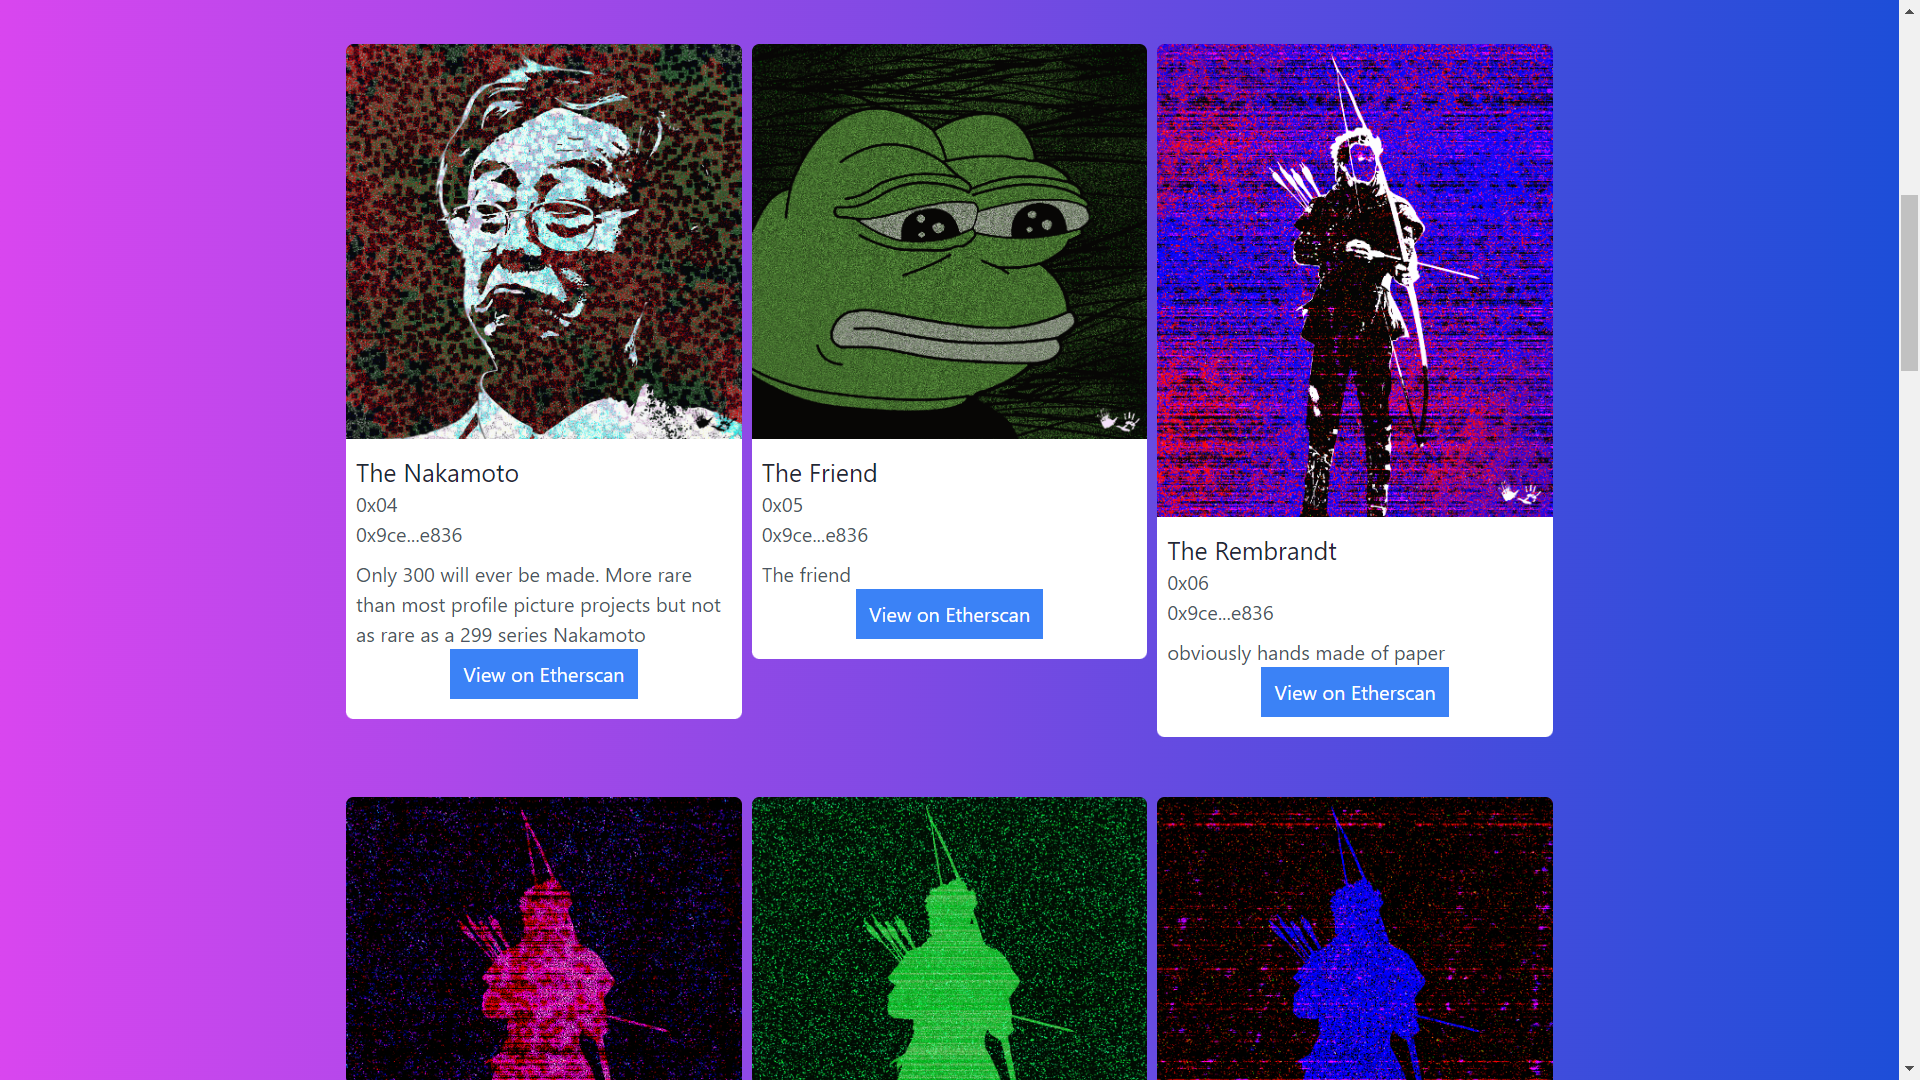 The Nakamoto
0x04
0x9ce...e836
Only 300 will ever be made. More rare
than most profile picture projects but not
as rare as a 299 series Nakamoto
View on Etherscan
The Friend
0x05
0x9ce...e836
The friend
View on Etherscan
The Rembrandt
0x06
0x9ce...e836
obviously hands made of paper
View on Etherscan